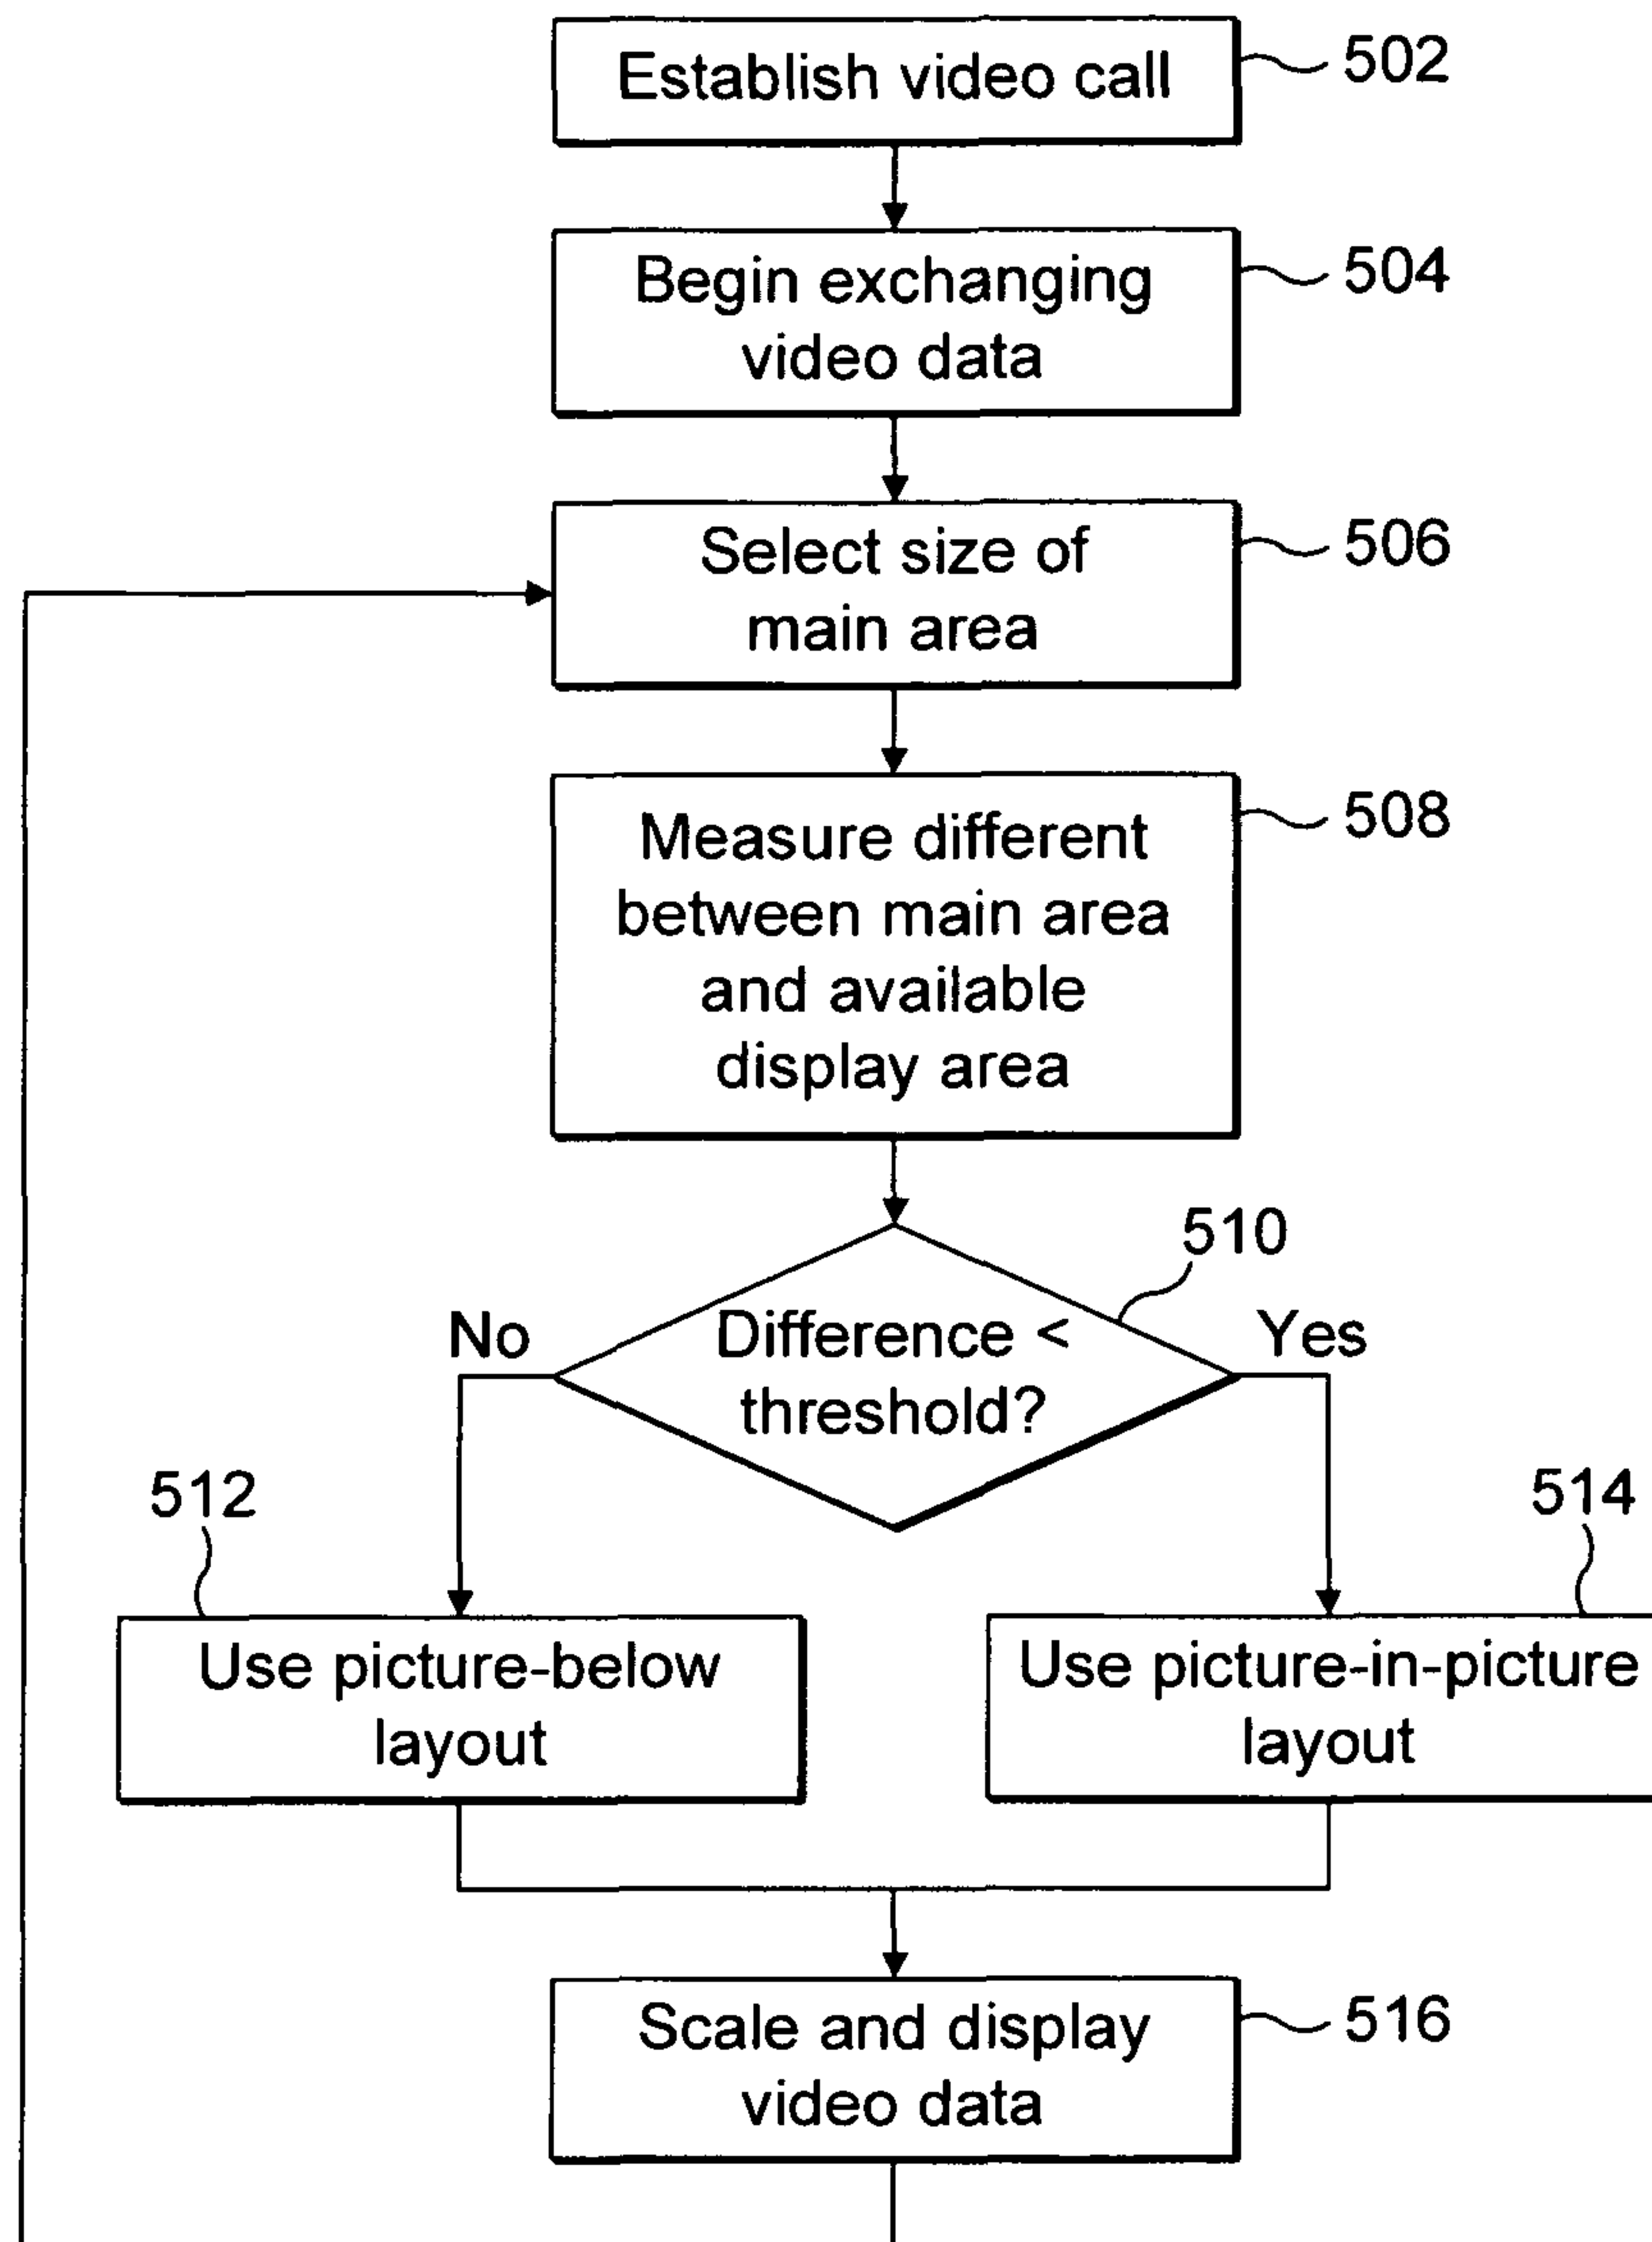 Establish video call
502
Begin exchanging
video data
504
Select size of
main area
506
Measure different
between main area
and available
display area
508
510
No
Difference <
threshold?
Yes
512
514
Use picture-below
layout
Use picture-in-picture
layout
Scale and display
video data
516